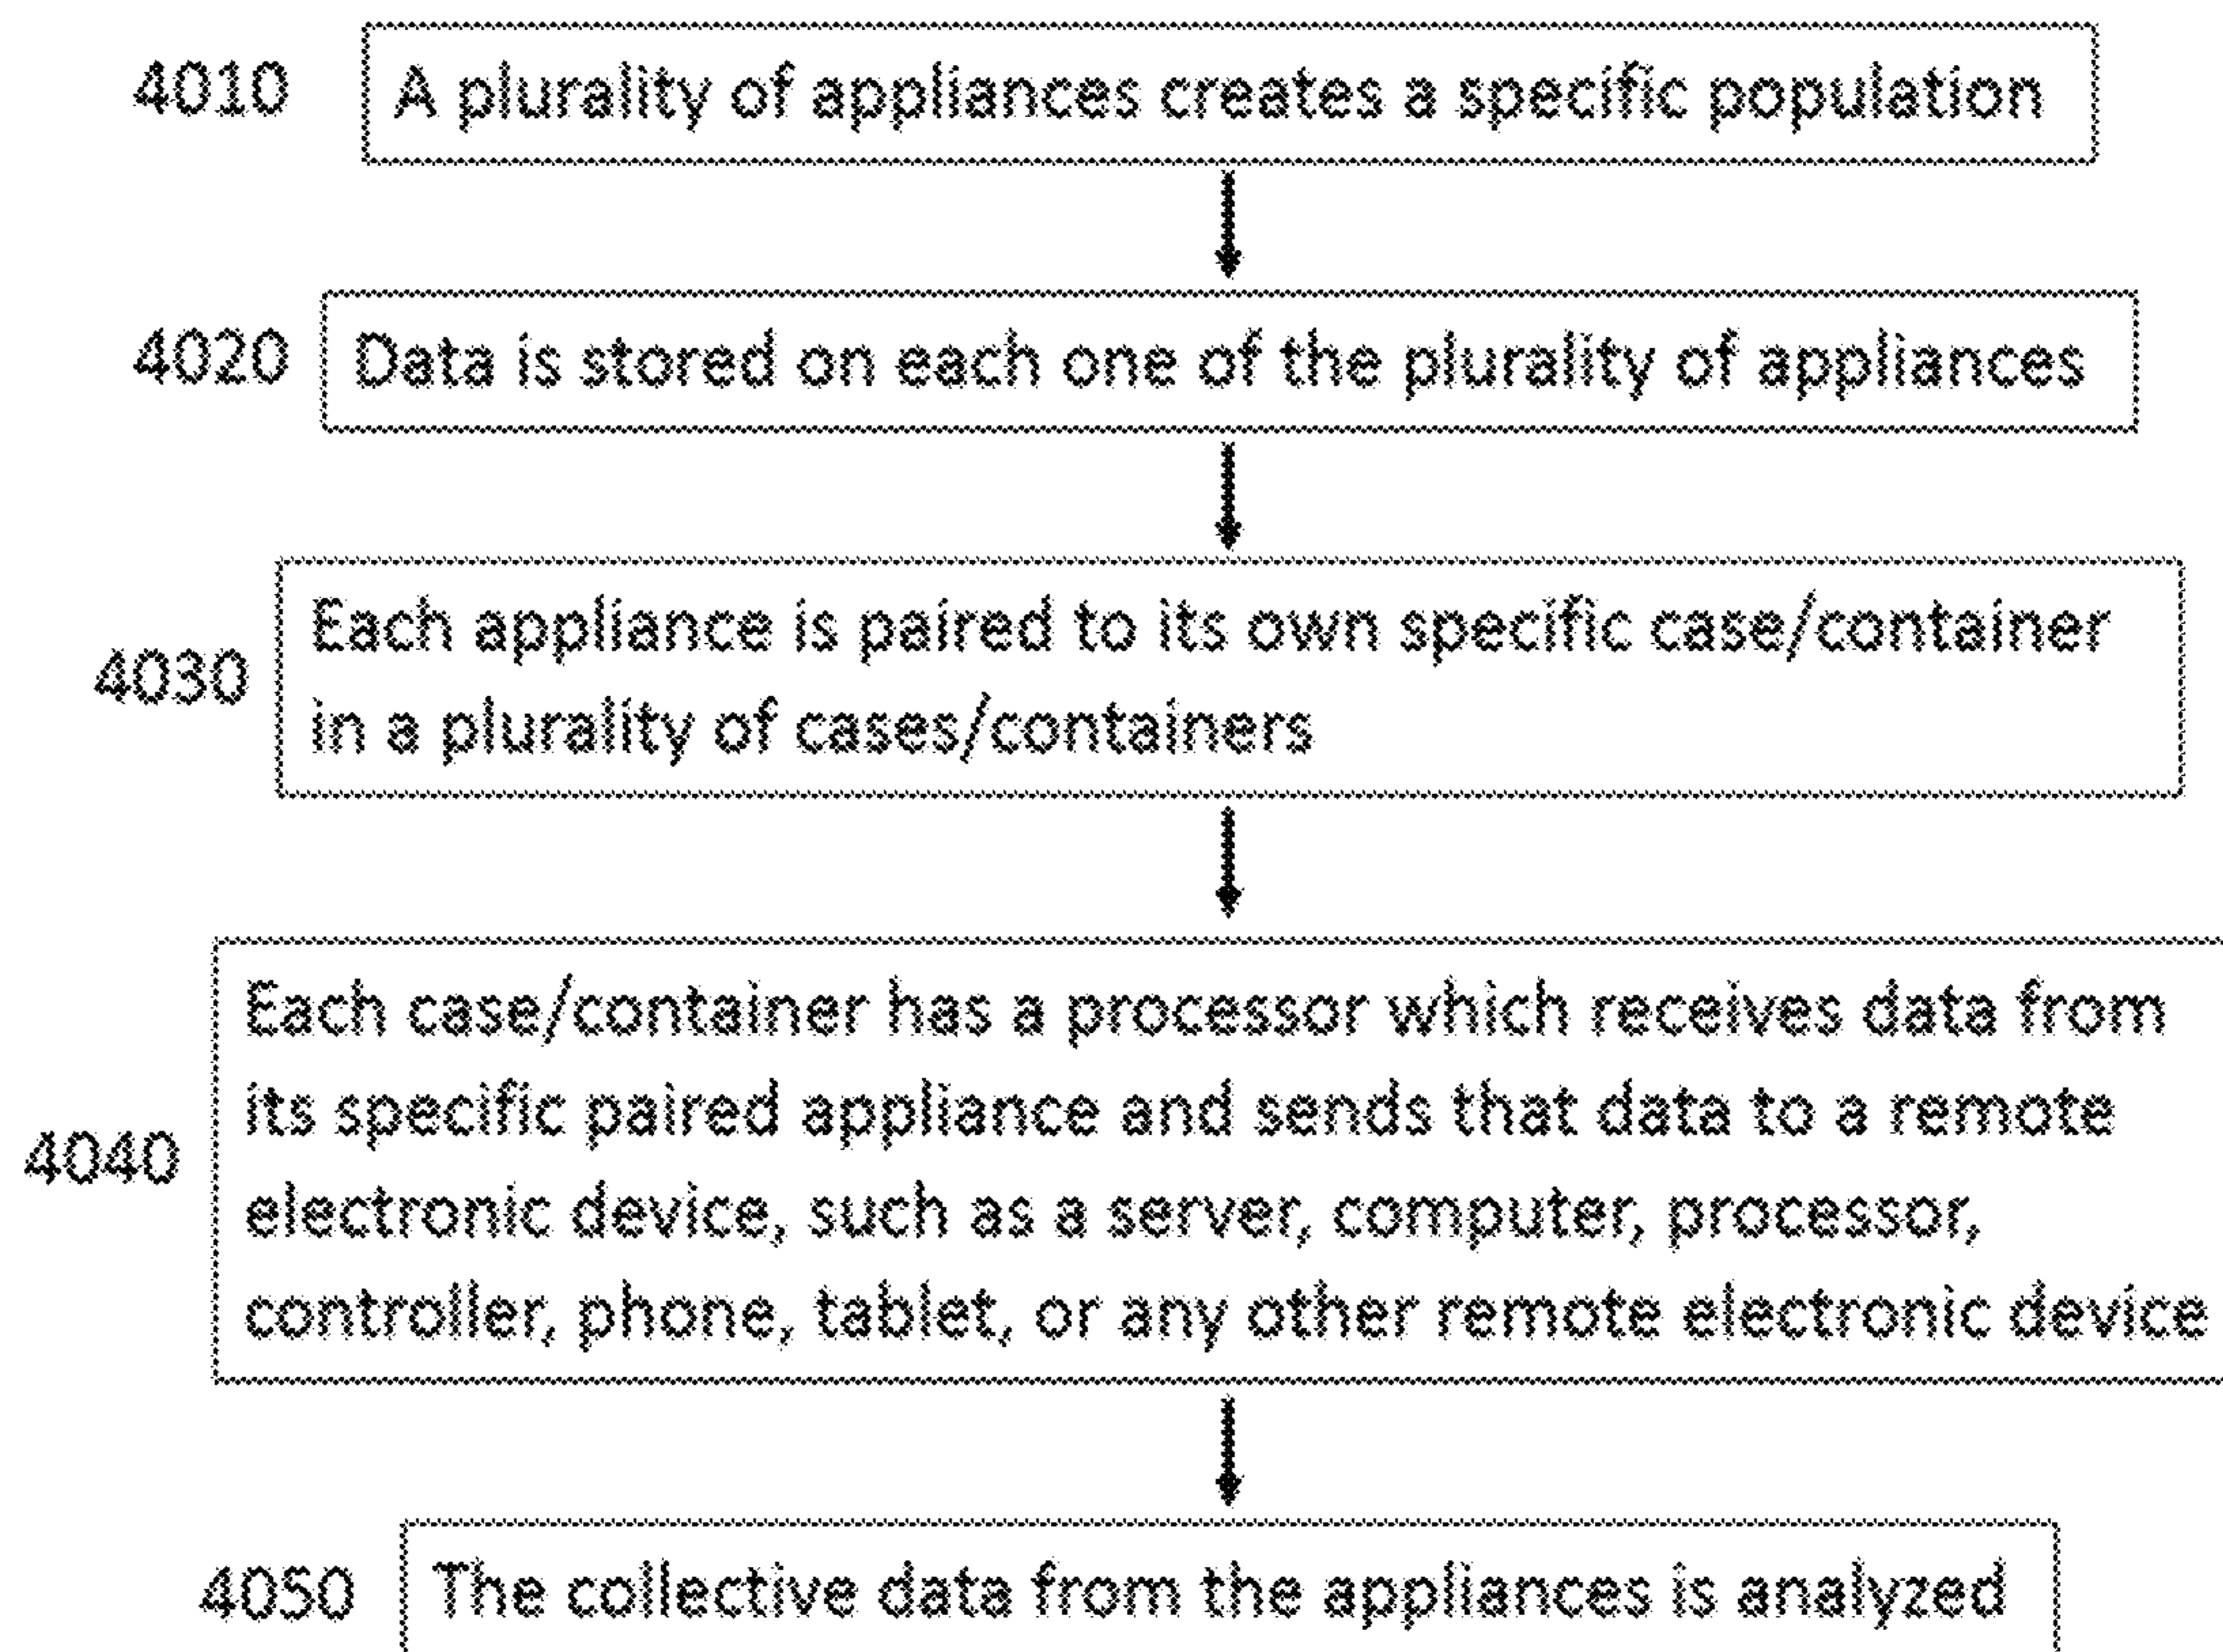 4010 A plurality of appliances creates a specific population
4020 Data is stored on each one of the plurality of appliances
Each appliance is paired to its own specific case/container
4030
in a plurality of cases/containers
Each case/container has a processor which receives data from
its specific paired appliance and sends that data to a remote
4040
electronic device, such as a server, computer, processor,
controller, phone, tablet, or any other remote electronic device
4050 The collective data from the appliances is analyzed